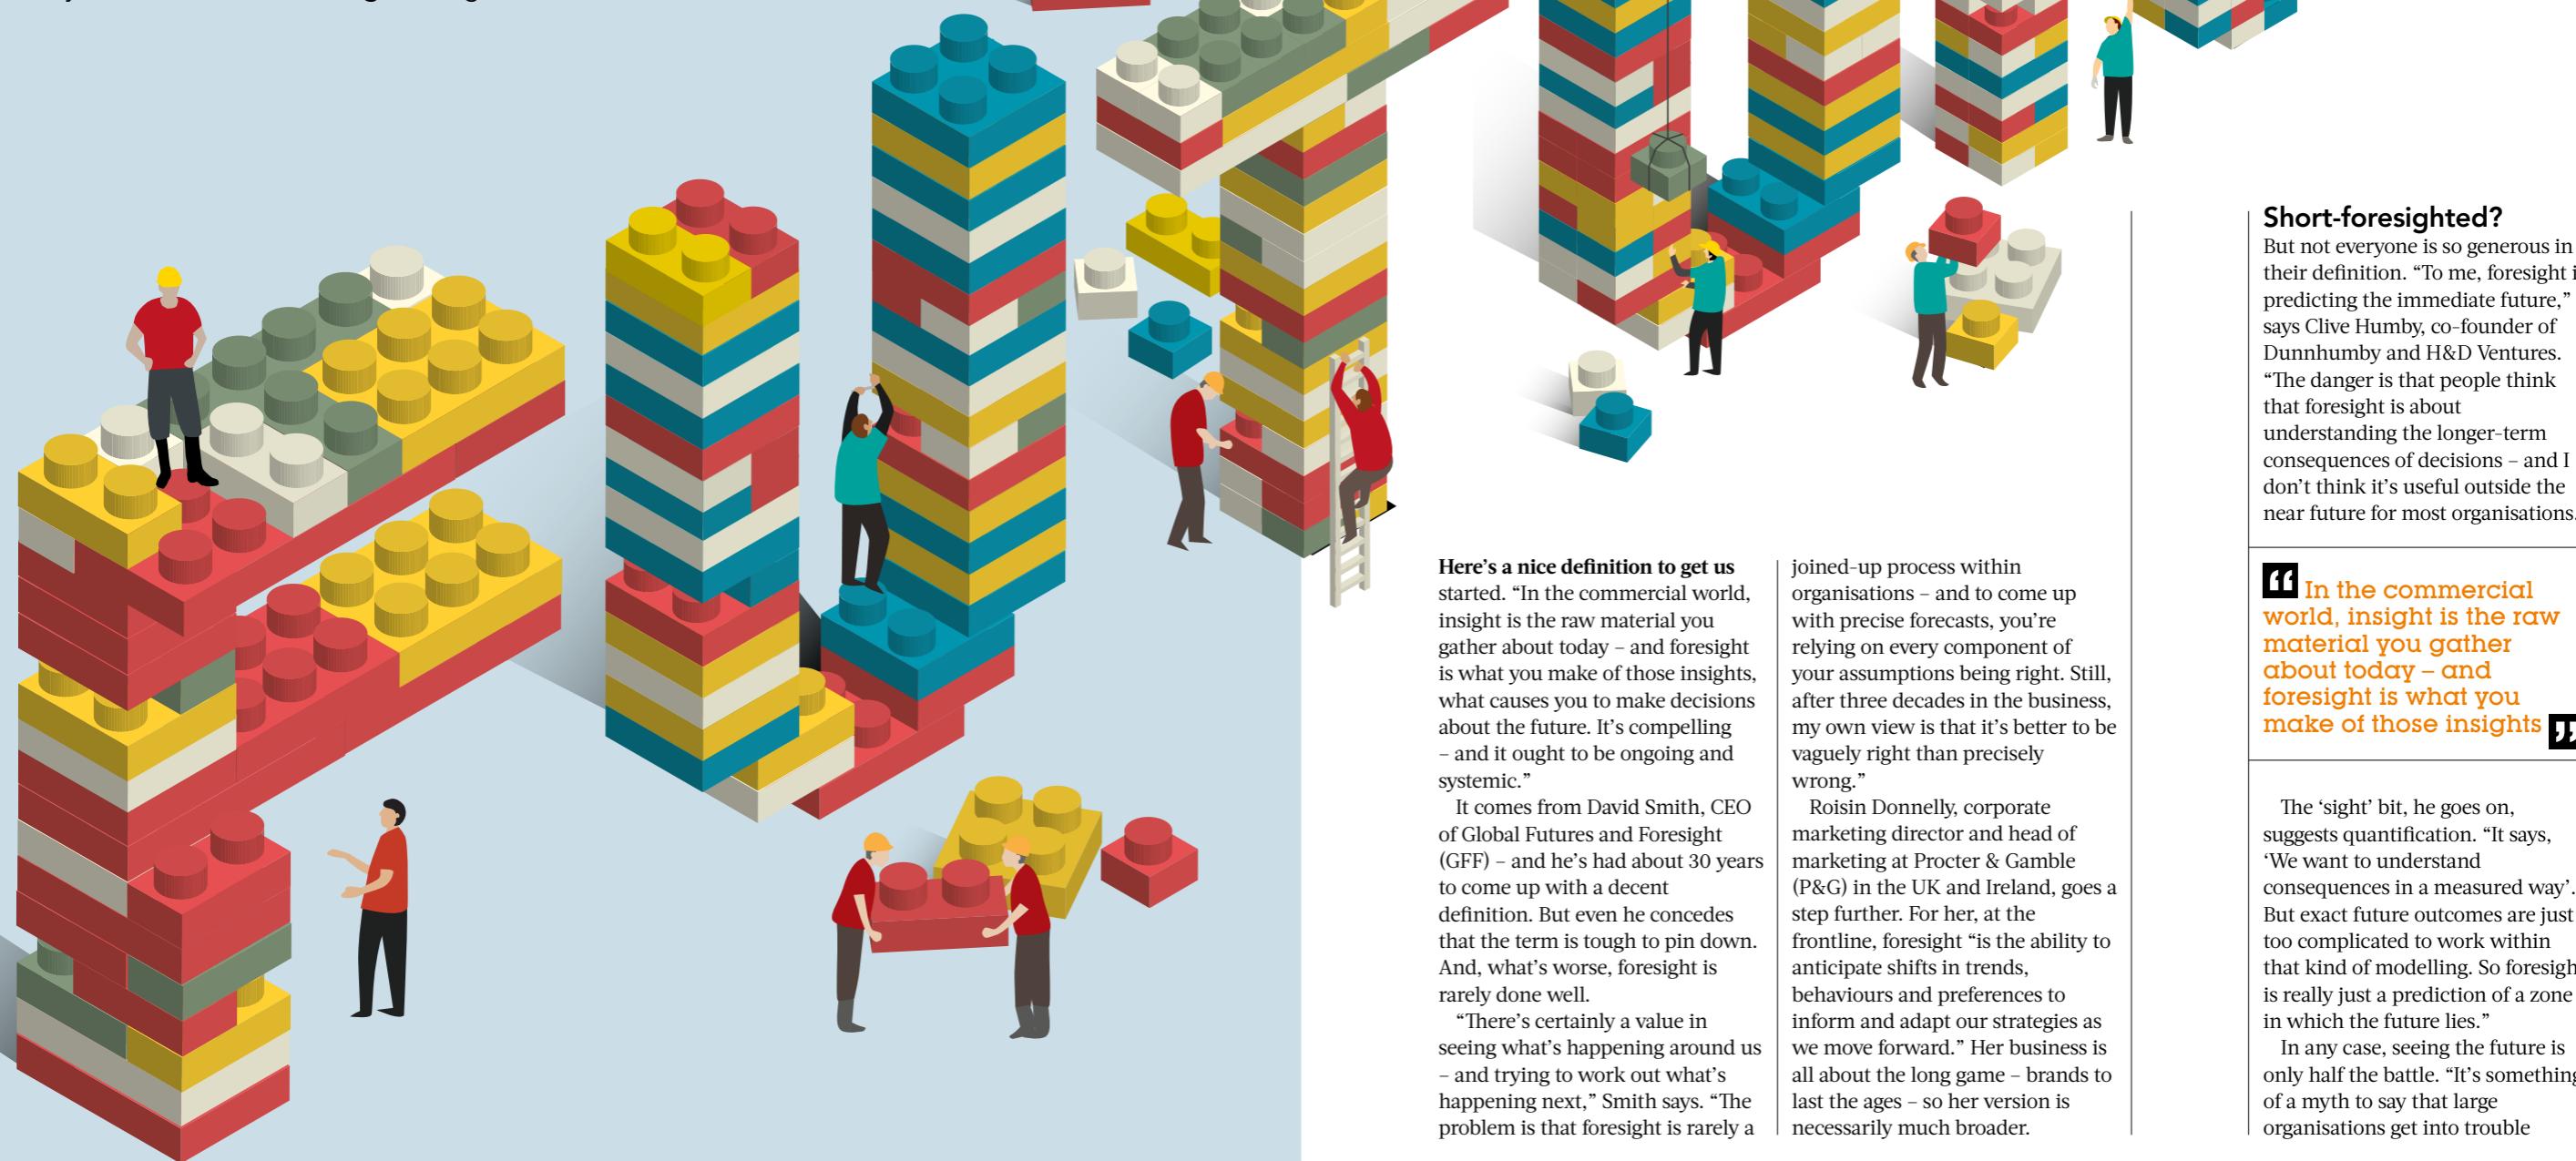 Here's a nice definition to get us
started. “In the commercial world,
insight is the raw material you
gather about today – and foresight
is what you make of those insights,
what causes you to make decisions
about the future. It's compelling
– and it ought to be ongoing and
systemic.”
It comes from David Smith, CEO
of Global Futures and Foresight
(GFF) – and he's had about 30 years
to come up with a decent
definition. But even he concedes
that the term is tough to pin down.
And, what's worse, foresight is
rarely done well.
“There's certainly a value in
seeing what's happening around us
– and trying to work out what's
happening next,” Smith says. “The
problem is that foresight is rarely a
joined-up process within
organisations – and to come up
with precise forecasts, you're
relying on every component of
your assumptions being right. Still,
after three decades in the business,
my own view is that it's better to be
vaguely right than precisely
wrong.”
Roisin Donnelly, corporate
marketing director and head of
marketing at Procter & Gamble
(P&G) in the UK and Ireland, goes a
step further. For her, at the
frontline, foresight “is the ability to
anticipate shifts in trends,
behaviours and preferences to
inform and adapt our strategies as
we move forward.” Her business is
all about the long game – brands to
last the ages – so her version is
necessarily much broader.
Short-foresighted?
But not everyone is so generous in
their definition. “To me, foresight
predicting the immediate future,”
says Clive Humby, co-founder of
Dunnhumby and H&D Ventures.
“The danger is that people think
that foresight is about
understanding the longer-term
consequences of decisions – and I
don't think it's useful outside the
near future for most organisations.
“ In the commercial
world, insight is the raw
material you gather
about today – and
foresight is what you
make of those insights ”
The ‘sight’ bit, he goes on,
suggests quantification. “It says,
‘We want to understand
consequences in a measured way’.
But exact future outcomes are just
too complicated to work within
that kind of modelling. So foresigh
is really just a prediction of a zone
in which the future lies.”
In any case, seeing the future is
only half the battle. “It's something
of a myth to say that large
organisations get into trouble